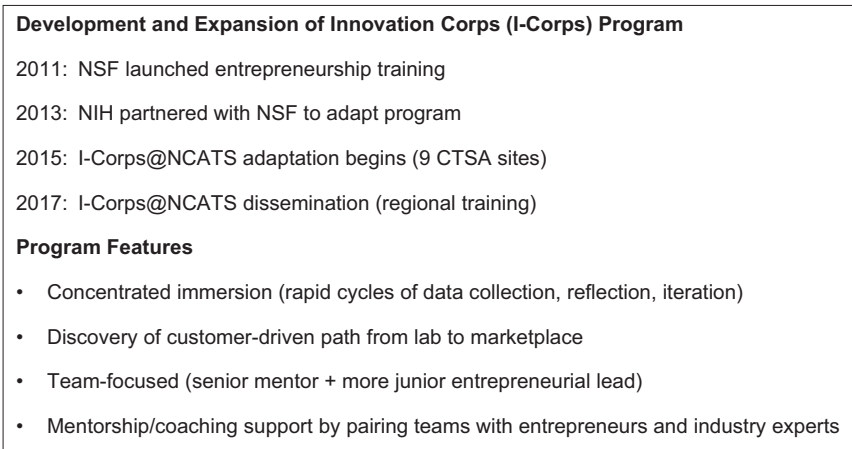 Development and Expansion of Innovation Corps (I-Corps) Program
2011: NSF launched entrepreneurship training
2013: NIH partnered with NSF to adapt program
2015: I-Corps@NCATS adaptation begins (9 CTSA sites)
2017: I-Corps@NCATS dissemination (regional training)
Program Features
• Concentrated immersion (rapid cycles of data collection, reflection, iteration)
• Discovery of customer-driven path from lab to marketplace
• Team-focused (senior mentor + more junior entrepreneurial lead)
• Mentorship/coaching support by pairing teams with entrepreneurs and industry experts